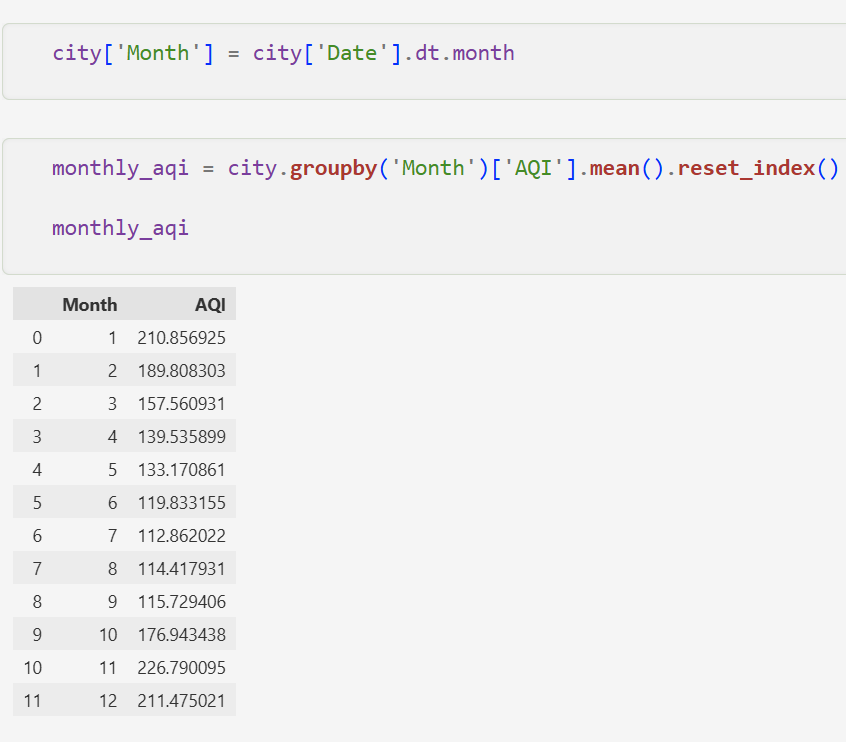 city['Month'] = city['Date'].dt.month
monthly_aqi = city.groupby('Month')['AQI'].mean().reset_index()
monthly_aqi
Month AQI
0 1 210.856925
1 2 189.808303
2 3 157.560931
3 4 139.535899
4 5 133.170861
5 6 119.833155
6 7 112.862022
7 8 114.417931
8 9 115.729406
9 10 176.943438
10 11 226.790095
11 12 211.475021